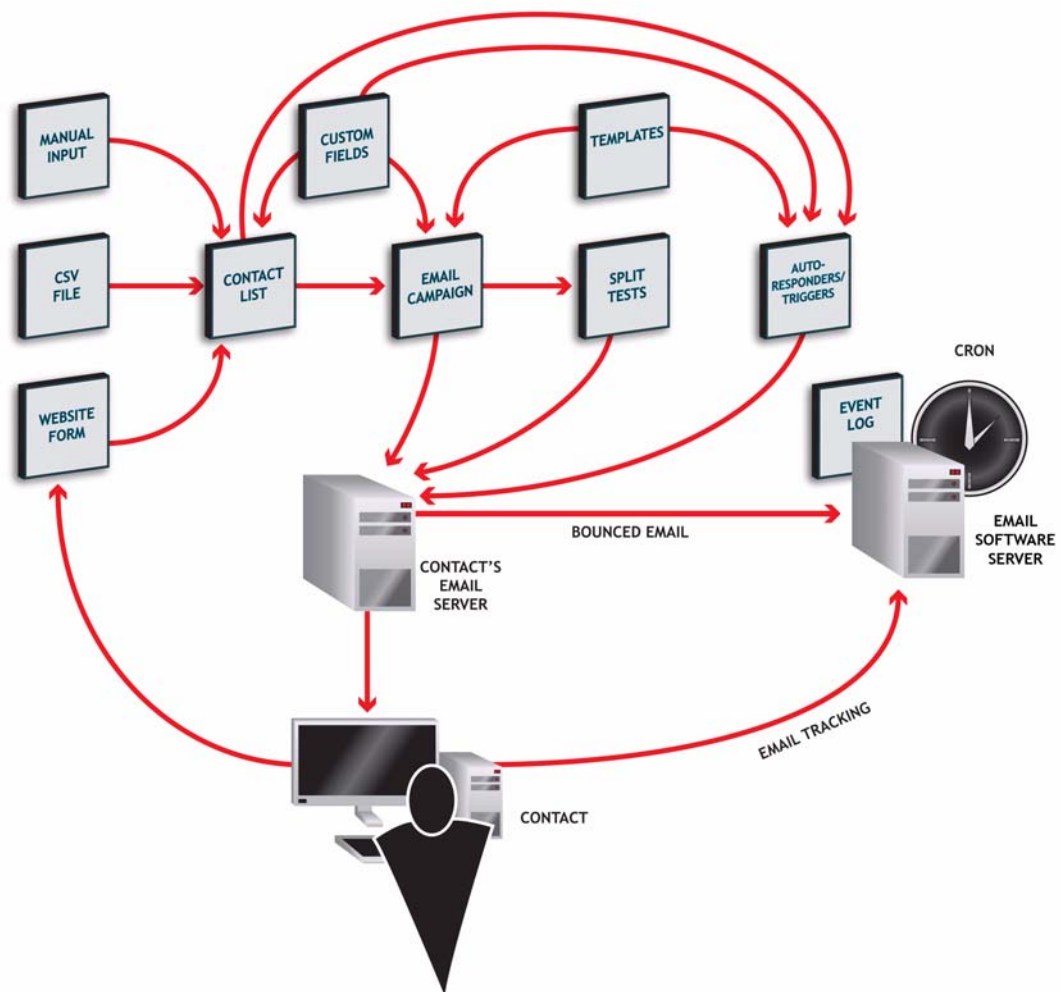 MANUAL
INPUT
CUSTOM
FIELDS
TEMPLATES
CSV
FILE
CONTACT
LIST
EMAIL
CAMPAIGN
SPLIT
TESTS
AUTO-
RESPONDERS/
TRIGGERS
CRON
WEBSITE
FORM
EVENT
LOG
BOUNCED EMAIL
EMAIL
SOFTWARE
SERVER
CONTACT'S
EMAIL
SERVER
EMAIL TRACKING
CONTACT